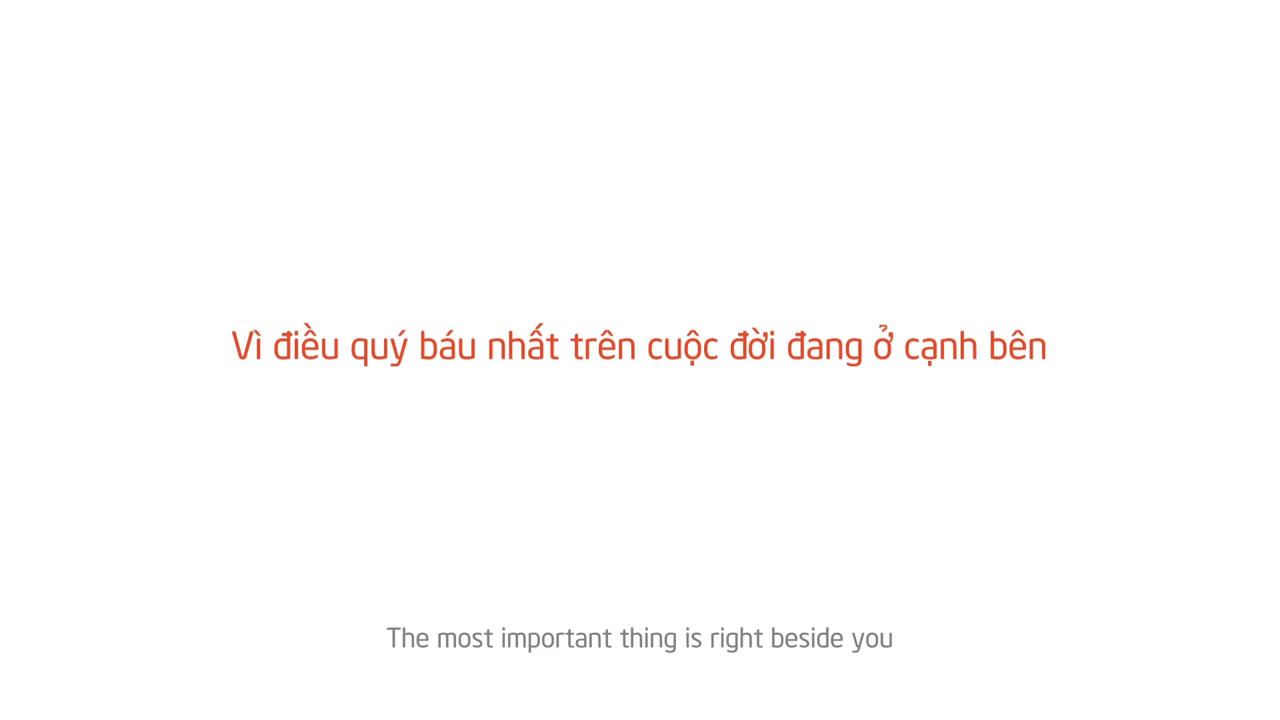 Vì điều quý báu nhất trên cuộc đời đang ở cạnh bên
The most important thing is right beside you